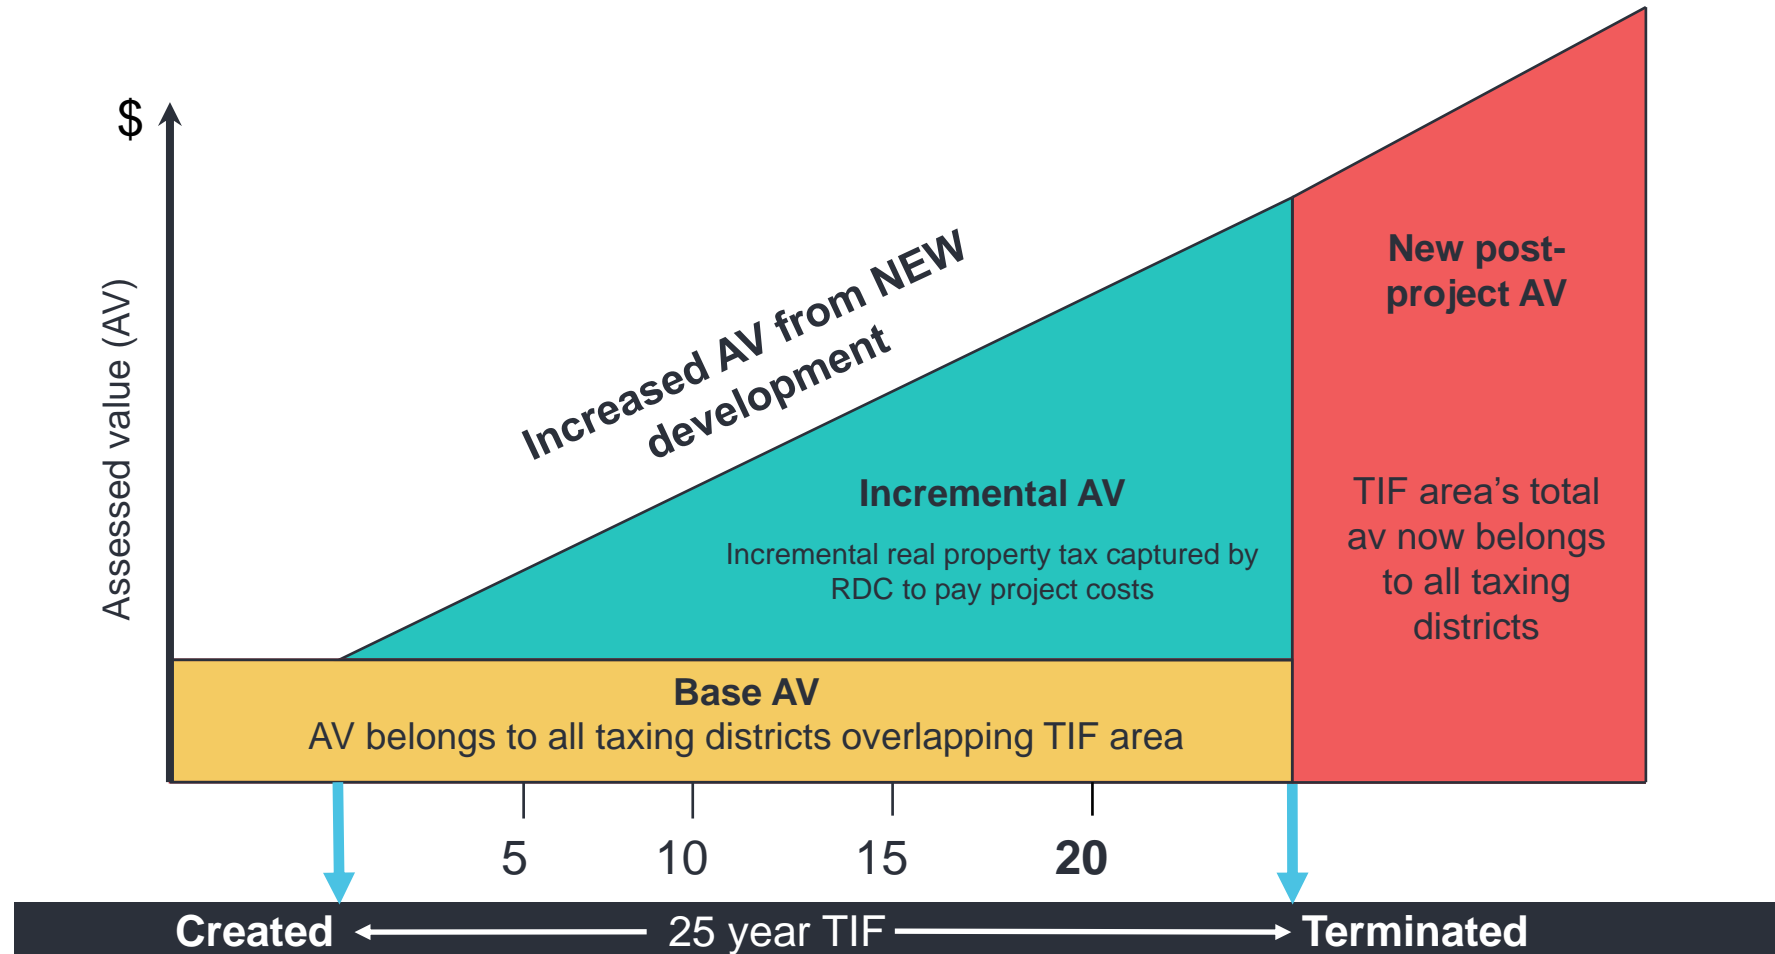 $
Assessed value (AV)
Increased AV from NEW
development
New post-
project AV
Incremental AV
Incremental real property tax captured by
RDC to pay project costs
TIF area’s total
av now belongs
to all taxing
districts
Base AV
AV belongs to all taxing districts overlapping TIF area
5 10 15 20
Created 25 year TIF Terminated